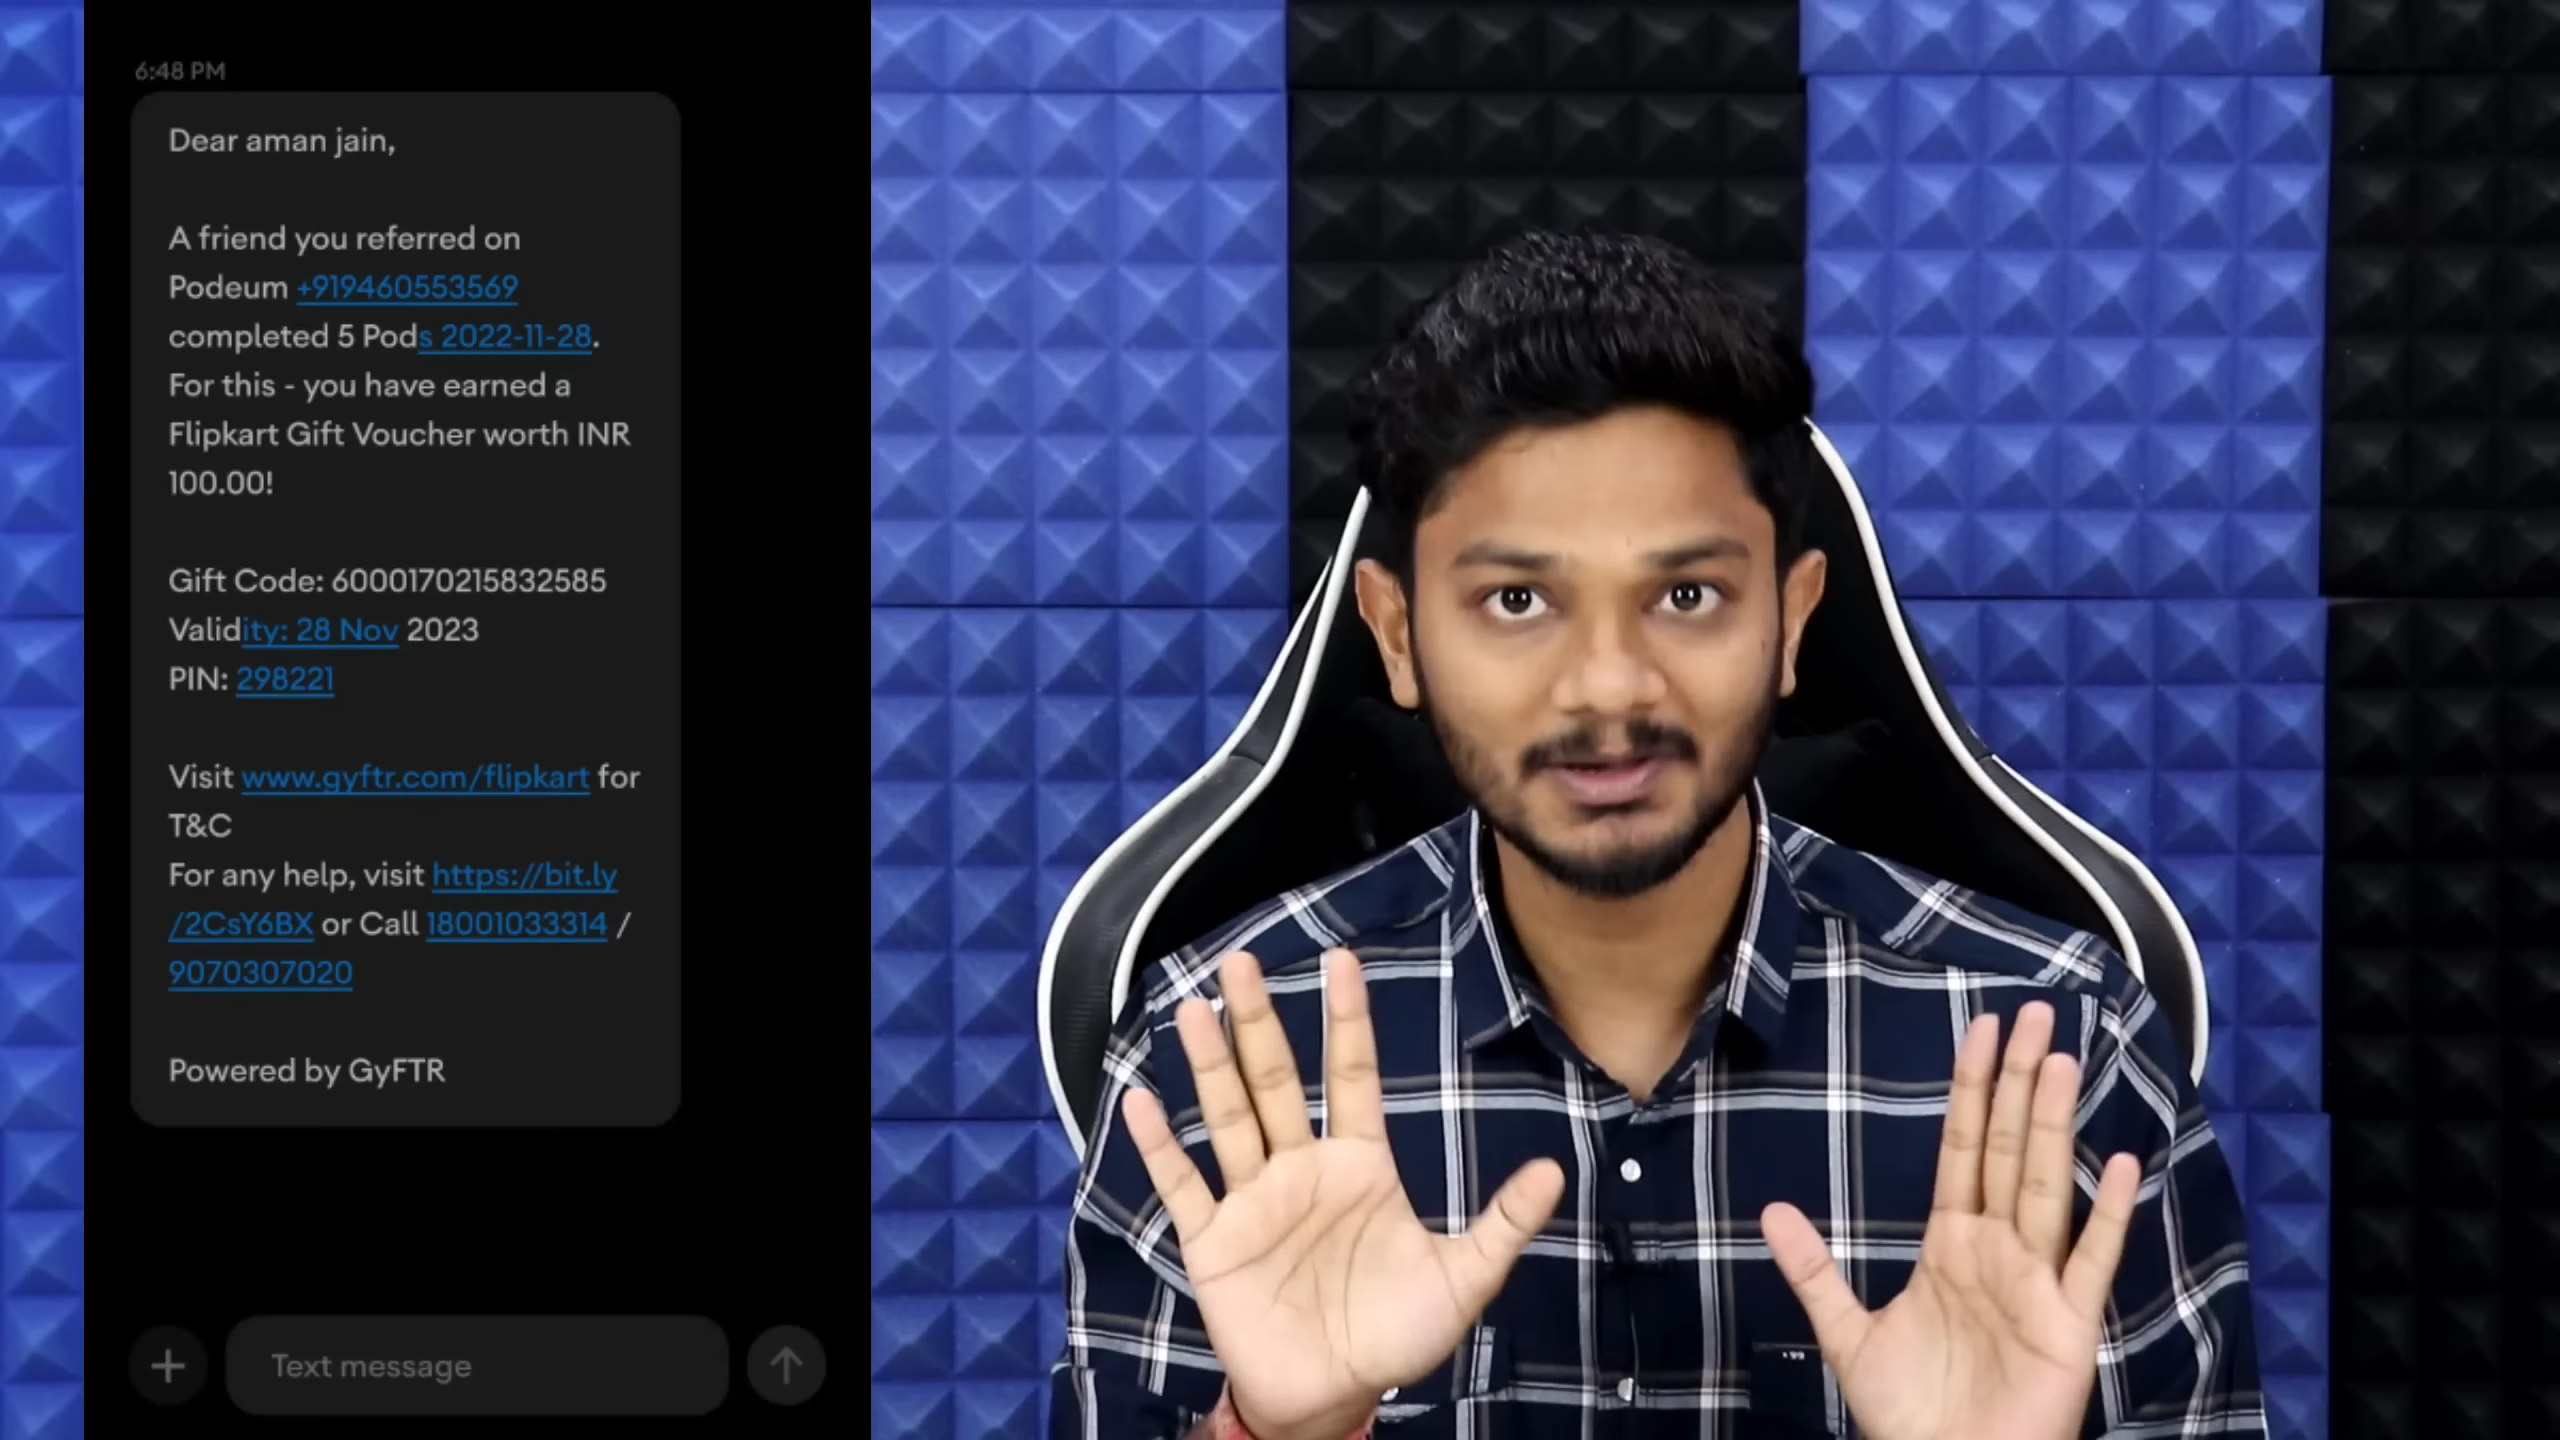 6:48 PM
Dear aman jain,
A friend you referred on
Podeum +919460553569
completed 5 Pods 2022-11-28.
For this - you have earned a
Flipkart Gift Voucher worth INR
100.00!
Gift Code: 6000170215832585
Validity: 28 Nov 2023
PIN: 298221
Visit www.gyftr.com/flipkart for
T&C
For any help, visit https://bit.ly
/2CsY6BX or Call 18001033314 /
9070307020
Powered by GyFTR
Text message